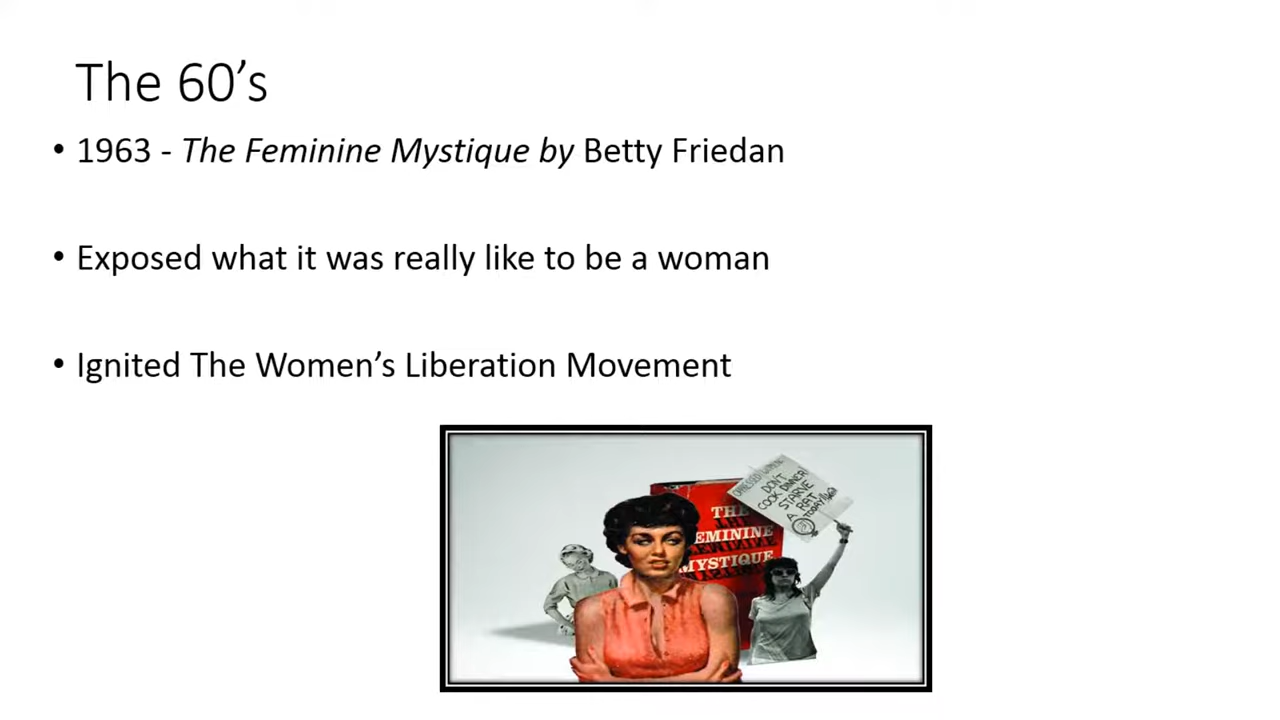 The 60’s
• 1963 - The Feminine Mystique by Betty Friedan
• Exposed what it was really like to be a woman
• Ignited The Women’s Liberation Movement
THE
EMININE
MYSTIQUE
DON'T
COOK DINNER!
STARVE
A RAT
TODAY!!